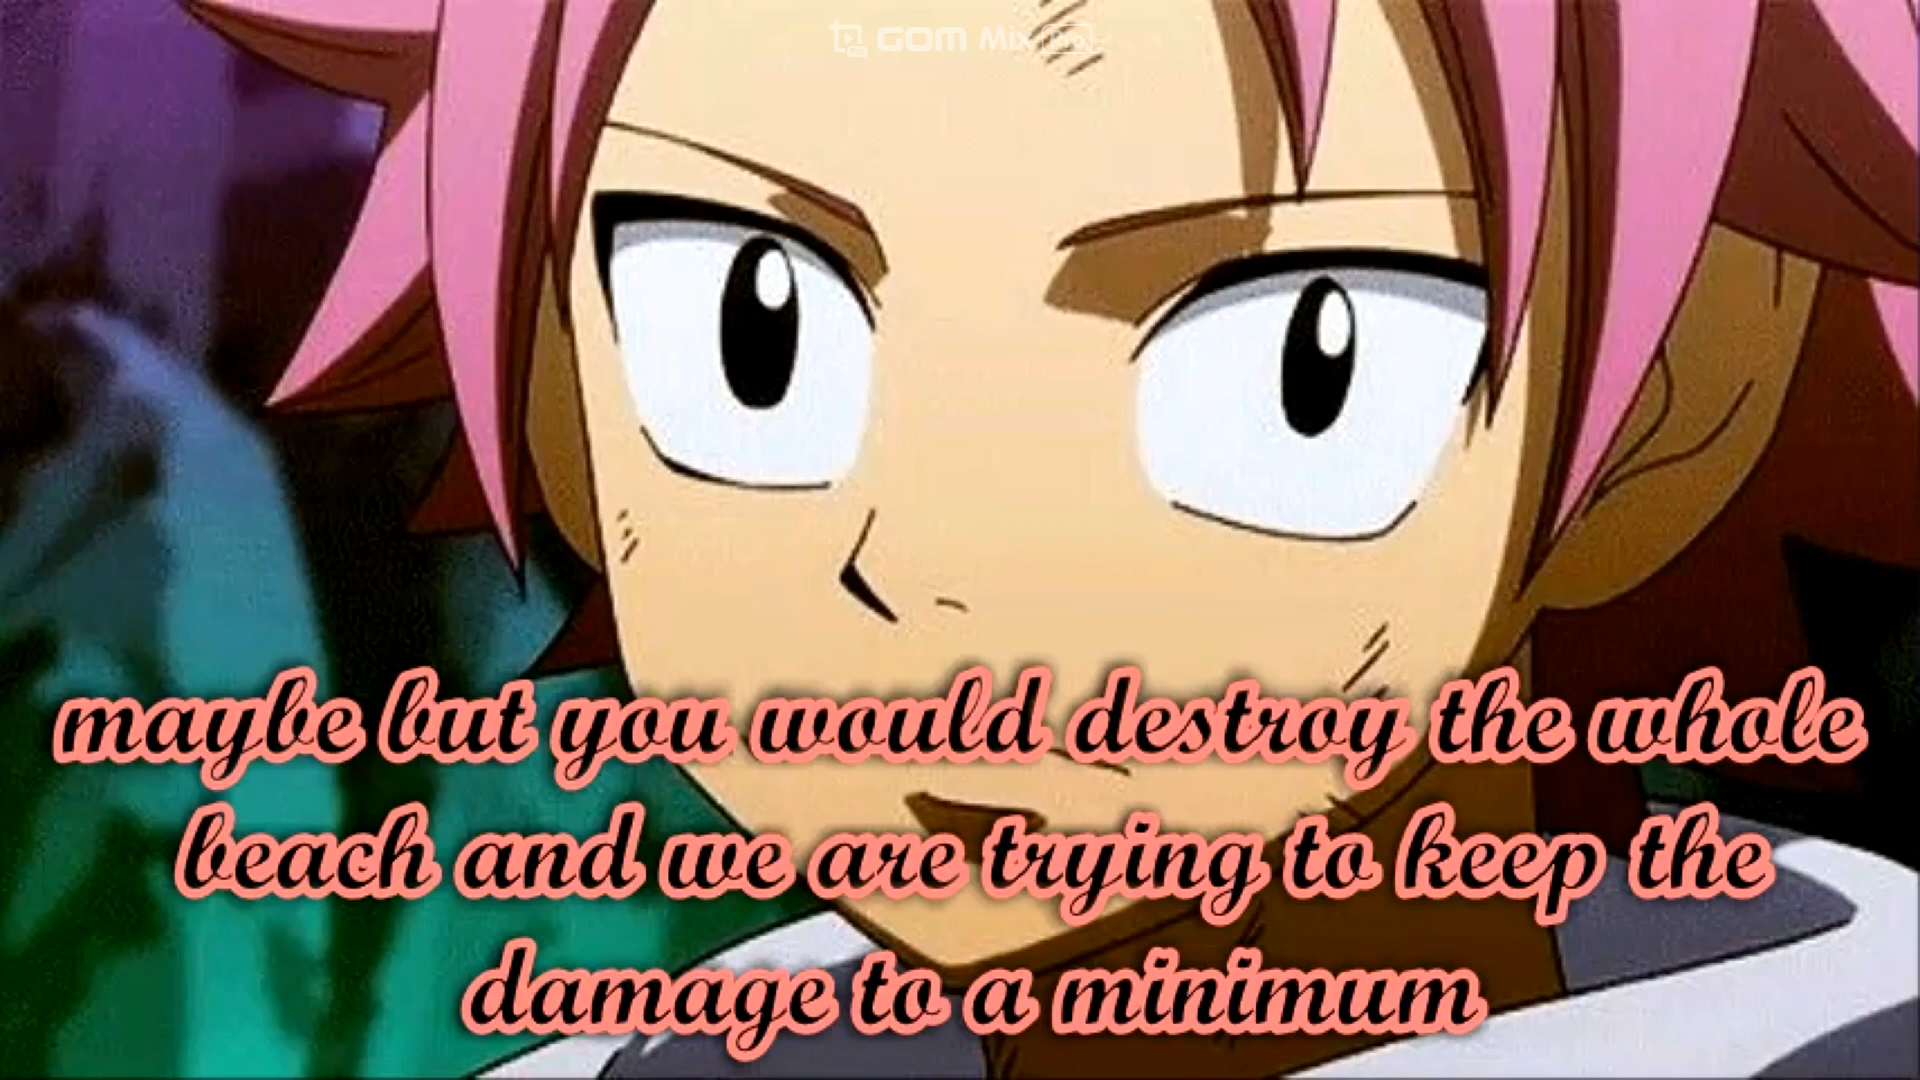 GOM Mix Pro
maybe but you would destroy the whole
beach and we are trying to keep the
damage to a minimum